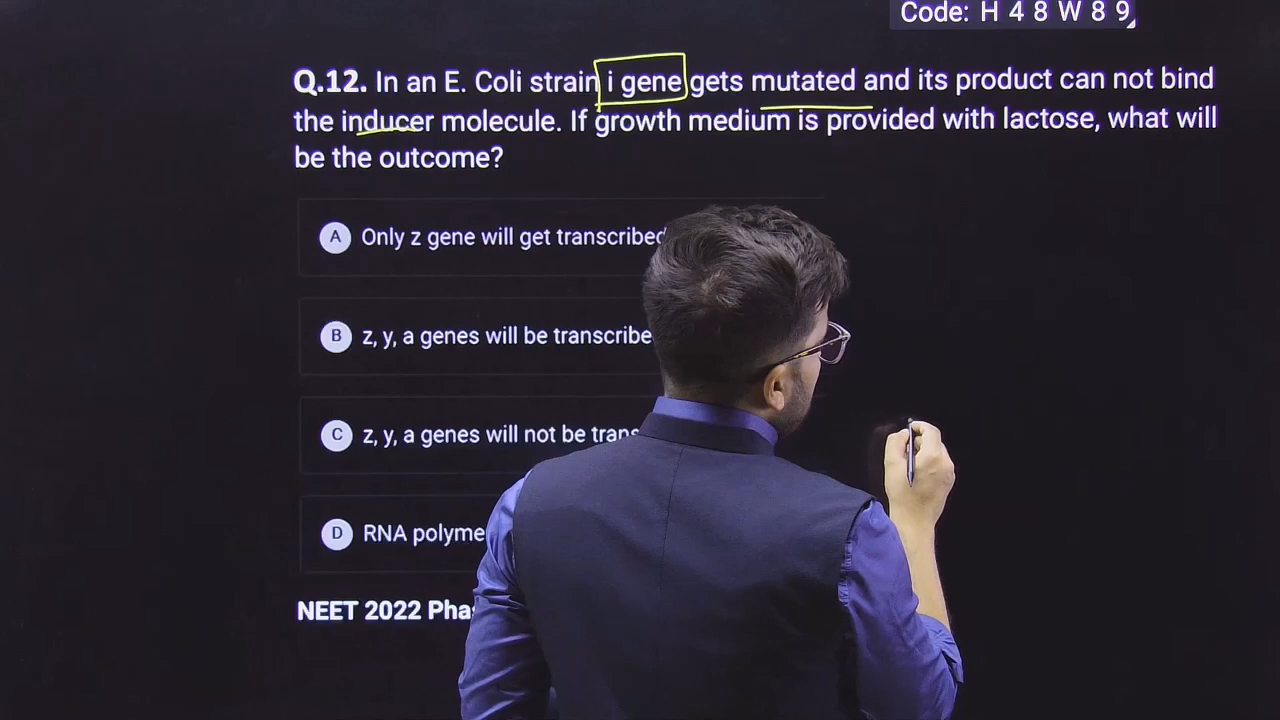 Code: H 4 8 W 8 9
Q.12. In an E. Coli strain i gene gets mutated and its product can not bind
the inducer molecule. If growth medium is provided with lactose, what will
be the outcome?
A Only z gene will get transcribed
B z, y, a genes will be transcribe
C z, y, a genes will not be trans
D RNA polyme
NEET 2022 Pha